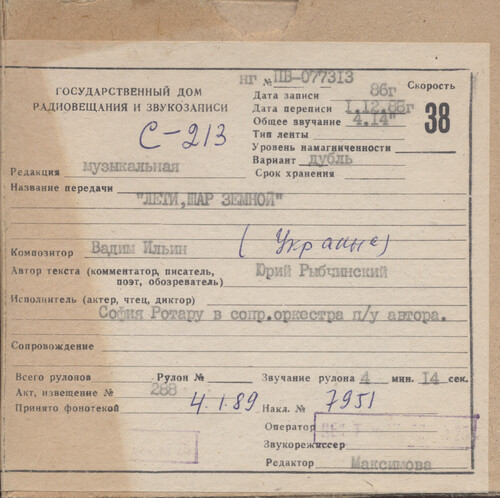 нг № ПВ-077313
ГОСУДАРСТВЕННЫЙ ДОМ
РАДИОВЕЩАНИЯ И ЗВУКОЗАПИСИ
Дата записи 86г
Скорость
Дата переписи 1.12.88г
Общее звучание 4.14"
38
С-213
Тип ленты
Уровень намагниченности
Вариант дубль
Редакция музыкальная
Срок хранения
Название передачи
"ЛЕТИ,ШАР ЗЕМНОЙ"
Композитор Вадим Ильин (Украине)
Автор текста (комментатор, писатель, Юрий Рыбчинский
поэт, обозреватель)
Исполнитель (актер, чтец, диктор)
София Ротару в сопр.оркестра п/у автора.
Сопровождение
Всего рулонов Рулон № Звучание рулона 4 мин. 14 сек.
Акт, извещение № 288
Принято фонотекой 4.1.89 Накл. № 7951
Оператор
Звукорежиссер
Редактор Максимова